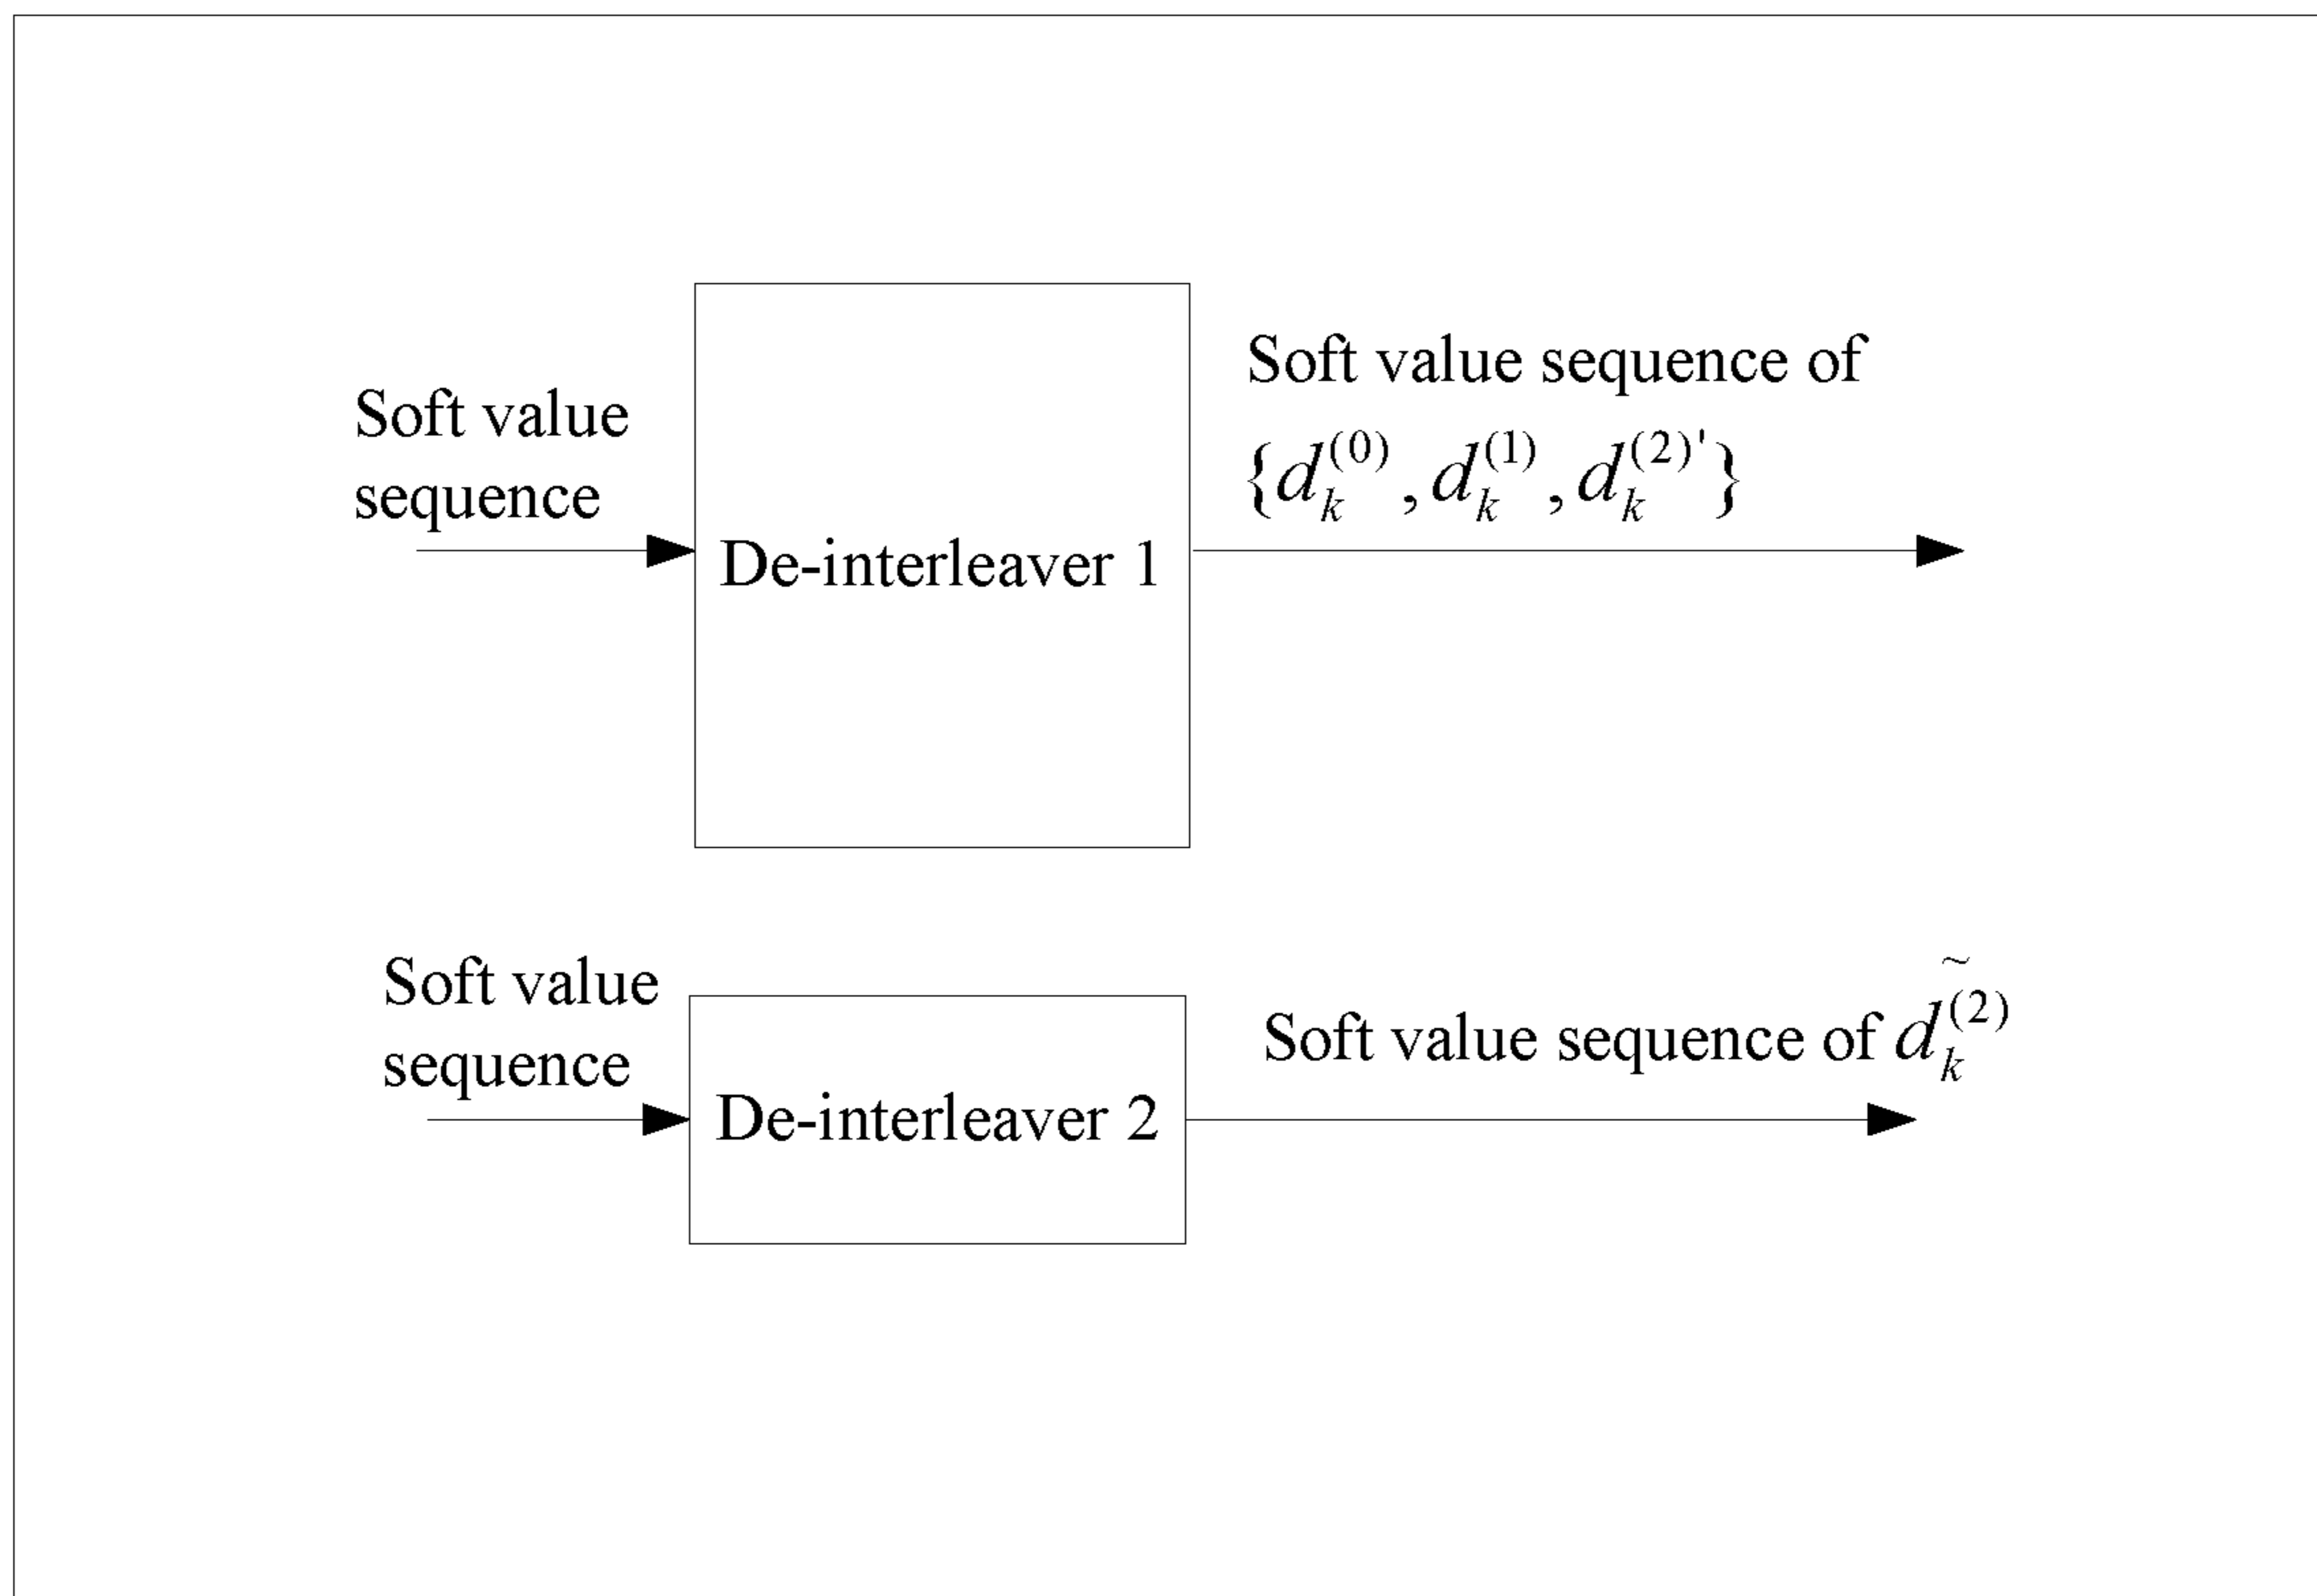 Soft value
sequence
De-interleaver 1
Soft value sequence of
{d_k^{(0)}, d_k^{(1)}, d_k^{(2)'}}
Soft value
sequence
De-interleaver 2
Soft value sequence of d_k^{\tilde{(2)}}